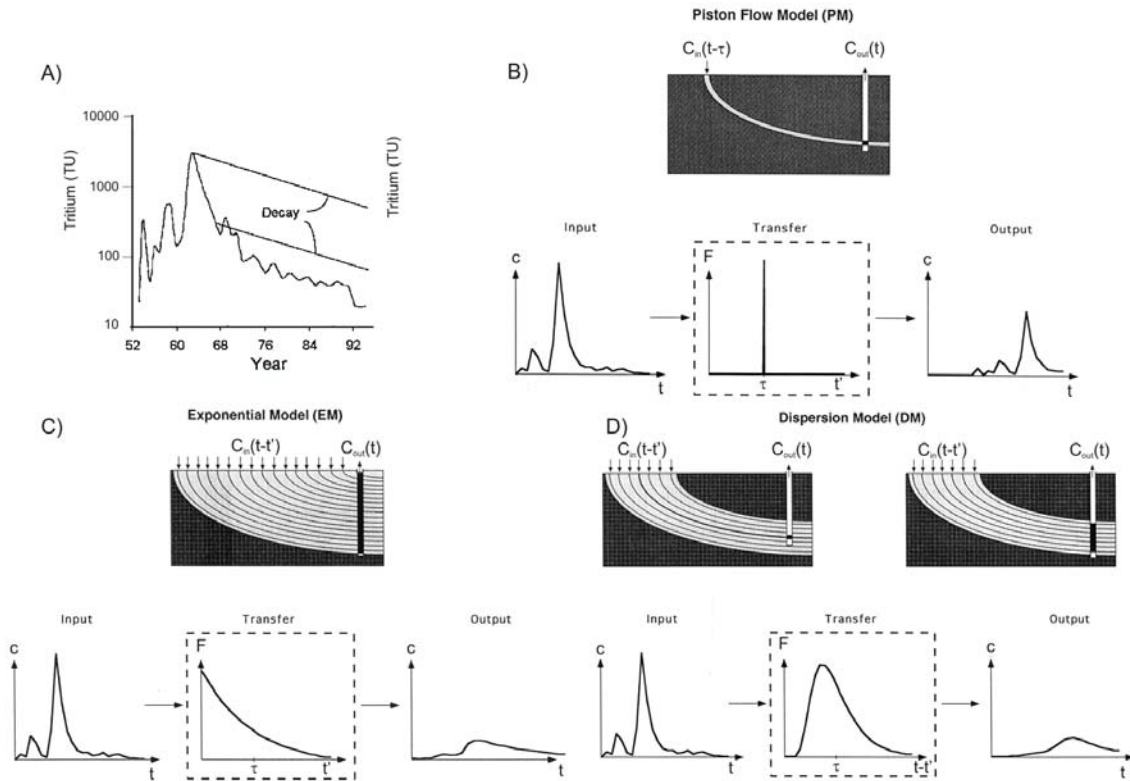 A)
Tritium (TU)
10000
1000
100
10
Decay
52 60 68 76 84 92
Year
Tritium (TU)
Piston Flow Model (PM)
B)
Cin(t-τ)
Cout(t)
Input
Transfer
Output
c
t
F
τ
t'
c
t
Exponential Model (EM)
C)
Cin(t-t')
Cout(t)
Input
Transfer
Output
c
t
F
τ
t'
c
t
Dispersion Model (DM)
D)
Cin(t-t')
Cout(t)
Cin(t-t')
Cout(t)
Input
Transfer
Output
c
t
F
τ
t-t'
c
t